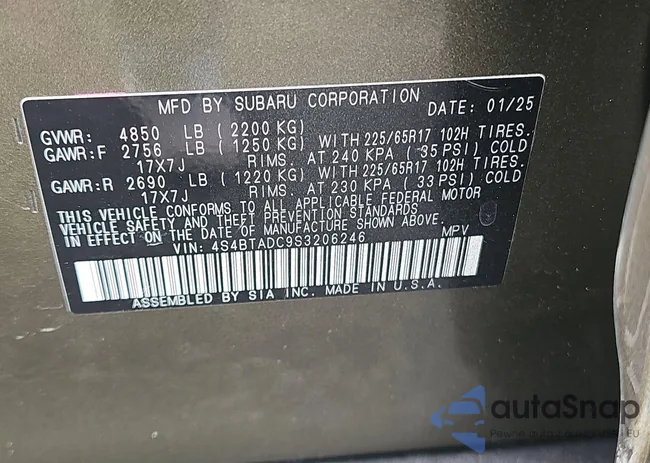 MFD BY SUBARU CORPORATION DATE: 01/25
GVWR: 4850 LB (2200 KG)
GAWR:F 2756 LB (1250 KG) WITH 225/65R17 102H TIRES.
17X7J RIMS. AT 240 KPA (35 PSI) COLD
GAWR:R 2690 LB (1220 KG) WITH 225/65R17 102H TIRES.
17X7J RIMS. AT 230 KPA (33 PSI) COLD
THIS VEHICLE CONFORMS TO ALL APPLICABLE FEDERAL MOTOR
VEHICLE SAFETY STANDARDS IN EFFECT ON THE
DATE OF MANUFACTURE SHOWN ABOVE.
VIN: 4S4BTADC9S3206246 MPV
ASSEMBLED BY SIA INC. MADE IN U.S.A.
autoSnap
Pewne auto